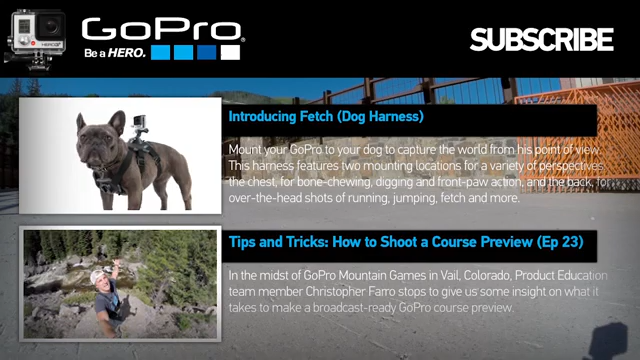 GoPro
Be a HERO.
SUBSCRIBE
Introducing Fetch (Dog Harness)
Mount your GoPro to your dog to capture the world from his point of view.
This harness features two mounting locations for a variety of perspectives:
the chest, for bone-chewing, digging and front-paw action, and the back, for
over-the-head shots of running, jumping, fetch and more.
Tips and Tricks: How to Shoot a Course Preview (Ep 23)
In the midst of GoPro Mountain Games in Vail, Colorado, Product Education
team member Christopher Farro stops to give us some insight on what it
takes to make a broadcast-ready GoPro course preview.